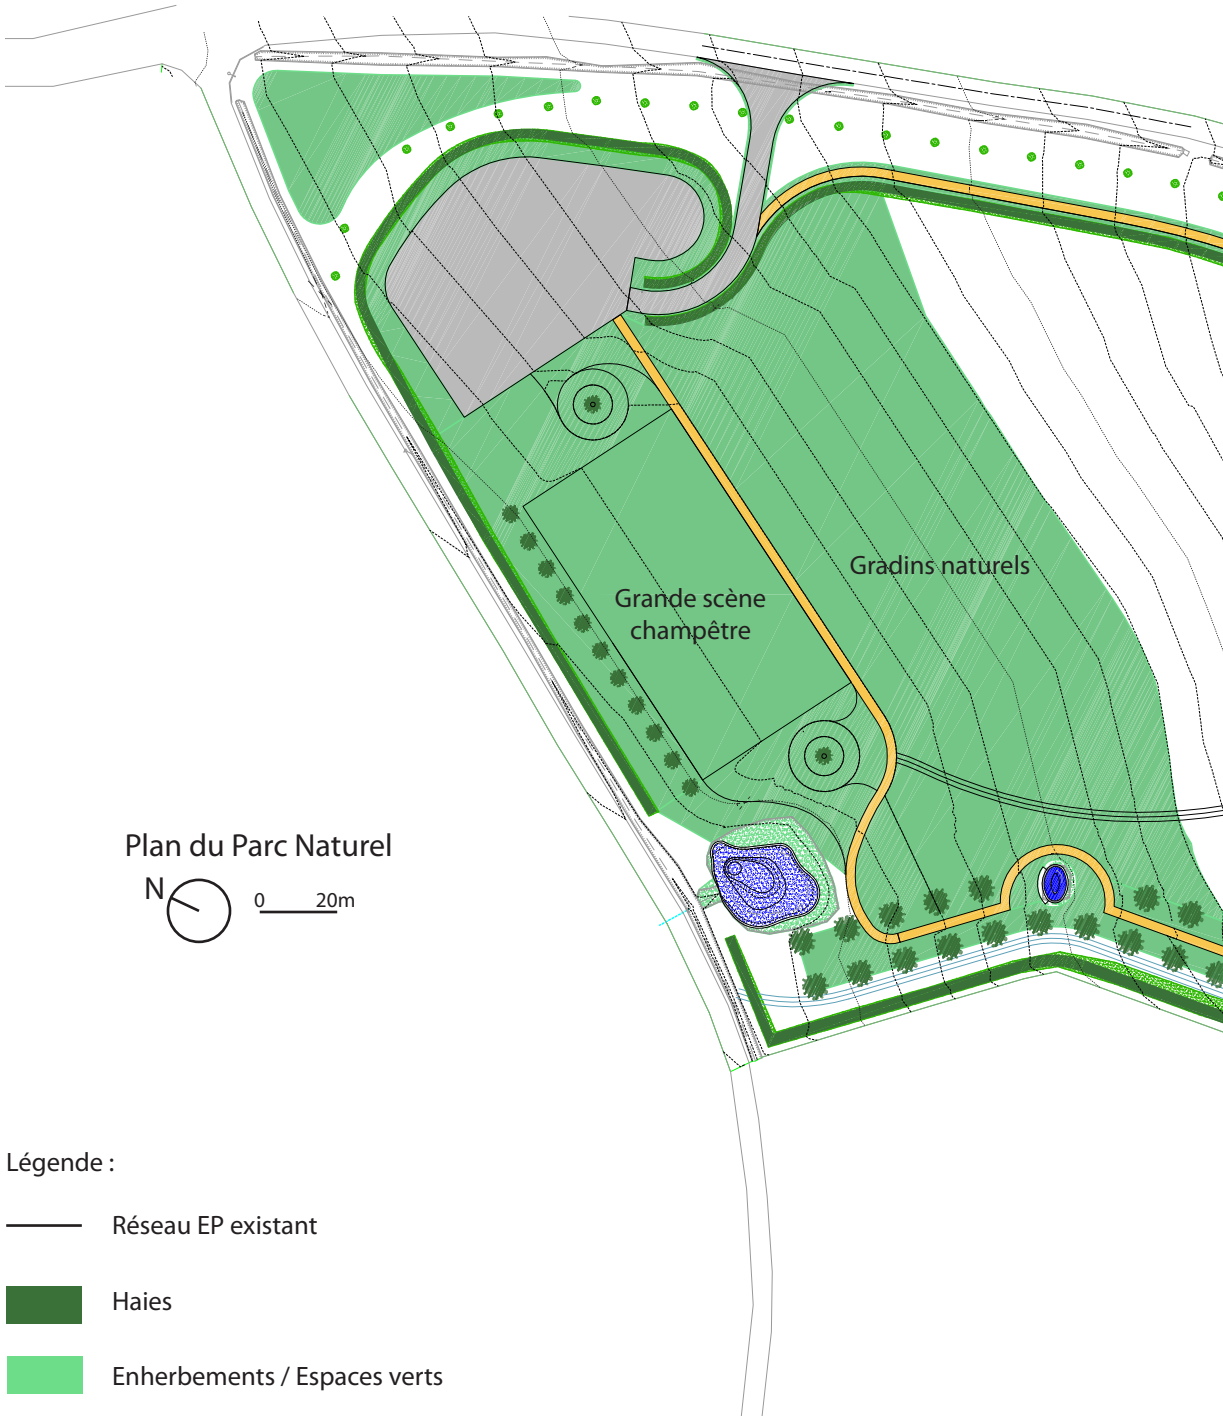 Gradins naturels
Grande scène
champêtre
Plan du Parc Naturel
N
0 20m
Légende :
Réseau EP existant
Haies
Enherbements / Espaces verts